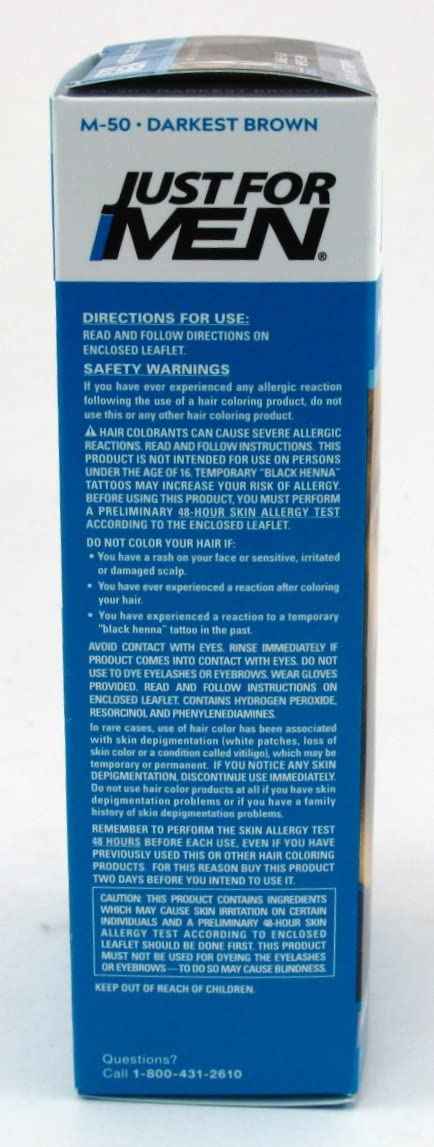 M-50 · DARKEST BROWN
JUST FOR
MEN®
DIRECTIONS FOR USE:
READ AND FOLLOW DIRECTIONS ON
ENCLOSED LEAFLET.
SAFETY WARNINGS
If you have ever experienced any allergic reaction
following the use of a hair coloring product, do not
use this or any other hair coloring product.
⚠ HAIR COLORANTS CAN CAUSE SEVERE ALLERGIC
REACTIONS. READ AND FOLLOW INSTRUCTIONS. THIS
PRODUCT IS NOT INTENDED FOR USE ON PERSONS
UNDER THE AGE OF 16. TEMPORARY "BLACK HENNA"
TATTOOS MAY INCREASE YOUR RISK OF ALLERGY.
BEFORE USING THIS PRODUCT, YOU MUST PERFORM
A PRELIMINARY 48-HOUR SKIN ALLERGY TEST
ACCORDING TO THE ENCLOSED LEAFLET.
DO NOT COLOR YOUR HAIR IF:
• You have a rash on your face or sensitive, irritated
or damaged scalp.
• You have ever experienced a reaction after coloring
your hair.
• You have experienced a reaction to a temporary
"black henna" tattoo in the past.
AVOID CONTACT WITH EYES. RINSE IMMEDIATELY IF
PRODUCT COMES INTO CONTACT WITH EYES. DO NOT
USE TO DYE EYELASHES OR EYEBROWS. WEAR GLOVES
PROVIDED. READ AND FOLLOW INSTRUCTIONS ON
ENCLOSED LEAFLET. CONTAINS HYDROGEN PEROXIDE,
RESORCINOL AND PHENYLENEDIAMINES.
In rare cases, use of hair color has been associated
with skin depigmentation (white patches, loss of
skin color or a condition called vitiligo), which may be
temporary or permanent. IF YOU NOTICE ANY SKIN
DEPIGMENTATION, DISCONTINUE USE IMMEDIATELY.
Do not use hair color products at all if you have skin
depigmentation problems or if you have a family
history of skin depigmentation problems.
REMEMBER TO PERFORM THE SKIN ALLERGY TEST
48 HOURS BEFORE EACH USE, EVEN IF YOU HAVE
PREVIOUSLY USED THIS OR OTHER HAIR COLORING
PRODUCTS. FOR THIS REASON BUY THIS PRODUCT
TWO DAYS BEFORE YOU INTEND TO USE IT.
CAUTION: THIS PRODUCT CONTAINS INGREDIENTS
WHICH MAY CAUSE SKIN IRRITATION ON CERTAIN
INDIVIDUALS AND A PRELIMINARY 48-HOUR SKIN
ALLERGY TEST ACCORDING TO ENCLOSED
LEAFLET SHOULD BE DONE FIRST. THIS PRODUCT
MUST NOT BE USED FOR DYEING THE EYELASHES
OR EYEBROWS — TO DO SO MAY CAUSE BLINDNESS.
KEEP OUT OF REACH OF CHILDREN.
Questions?
Call 1-800-431-2610